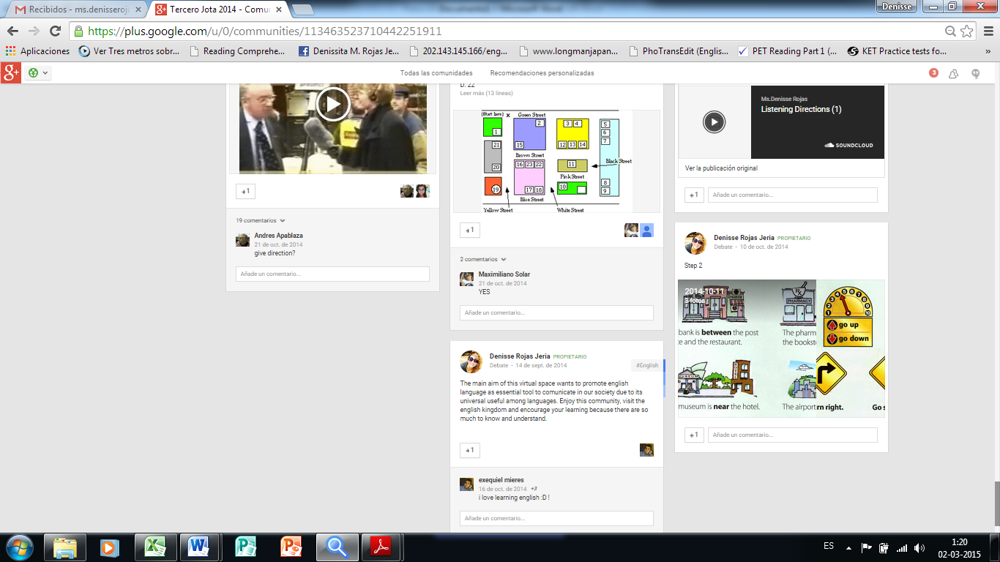 Recibidos - ms.denisseroja
Tercero Jota 2014 - Comu
Denisse
https://plus.google.com/u/0/communities/113463523710442251911
Aplicaciones
Ver Tres metros sobr...
Reading Comprehe...
Denissita M. Rojas Je...
202.143.145.166/eng...
www.longmanjapan...
PhoTransEdit (Englis...
PET Reading Part 1 (...
KET Practice tests fo...
»
g+
Todas las comunidades
Recomendaciones personalizadas
3
+1
19 comentarios
Andres Apablaza
21 de oct. de 2014
give direction?
Añade un comentario...
D. 22
Leer más (13 líneas)
(Start here) x Green Street
1
2
3 4
5
6
7
15
12 13 14
21
20
Brown Street
16 23 22
11
Black Street
Pink Street
19
17 18
10
8
9
Blue Street
Yellow Street
White Street
+1
2 comentarios
Maximiliano Solar
21 de oct. de 2014
YES
Añade un comentario...
Denisse Rojas Jeria PROPIETARIO
Debate - 14 de sept. de 2014
#English
The main aim of this virtual space wants to promote english
language as essential tool to comunicate in our society due to its
universal useful among languages. Enjoy this community, visit the
english kingdom and encourage your learning because there are so
much to know and understand.
+1
exequiel mieres
16 de oct. de 2014 +3
i love learning english :D !
Añade un comentario...
Ms.Denisse Rojas
Listening Directions (1)
SOUNDCLOUD
Ver la publicación original
+1
Añade un comentario...
Denisse Rojas Jeria PROPIETARIO
Debate - 10 de oct. de 2014
Step 2
2014-10-11
3 fotos
PHARMACY
bank is between the post
e and the restaurant.
The pharm
the bookst
go up
go down
MUSEUM
museum is near the hotel.
The airport
rn right.
Go s
+1
Añade un comentario...
ES
1:20
02-03-2015